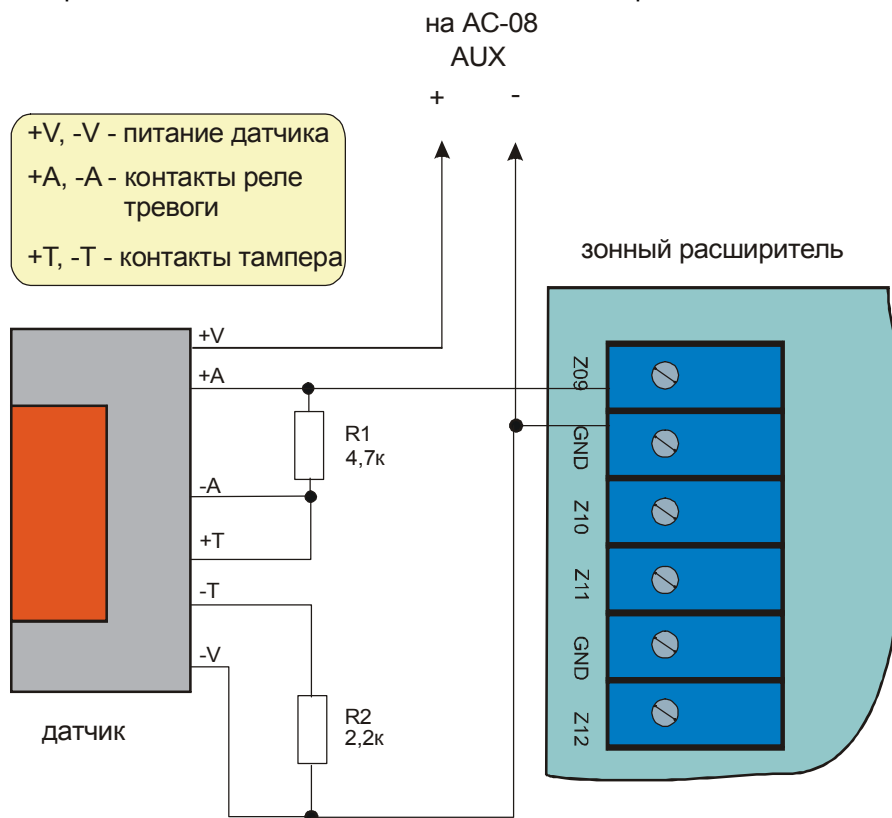 на AC-08
AUX
+ -
+V, -V - питание датчика
+A, -A - контакты реле
тревоги
+T, -T - контакты тампера
зонный расширитель
+V
+A
R1
4,7к
-A
+T
-T
-V
R2
2,2к
датчик
Z09
GND
Z10
Z11
GND
Z12